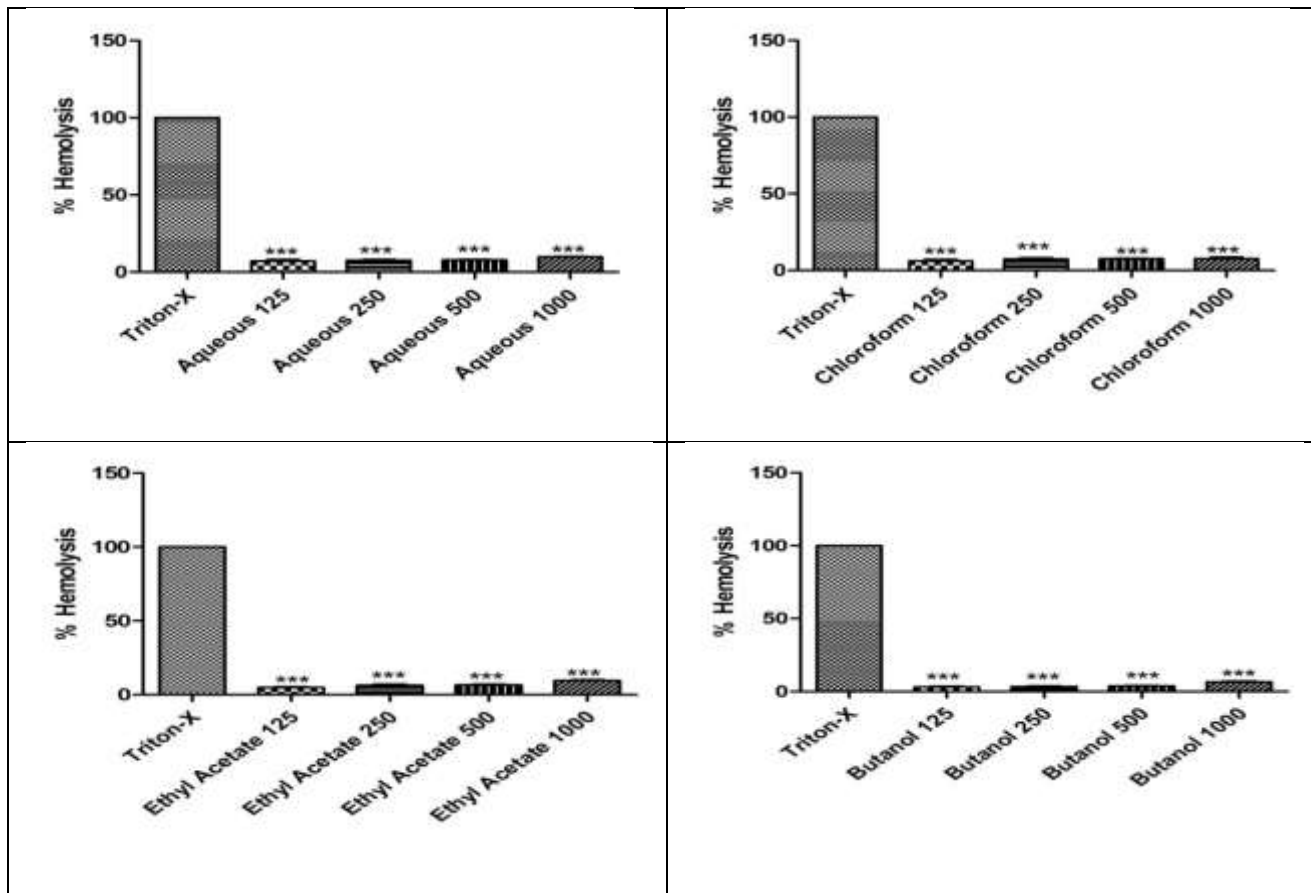 150
100
50
0
% Hemolysis
***
***
***
***
Triton-X
Aqueous 125
Aqueous 250
Aqueous 500
Aqueous 1000
150
100
50
0
% Hemolysis
***
***
***
***
Triton-X
Chloroform 125
Chloroform 250
Chloroform 500
Chloroform 1000
150
100
50
0
% Hemolysis
***
***
***
***
Triton-X
Ethyl Acetate 125
Ethyl Acetate 250
Ethyl Acetate 500
Ethyl Acetate 1000
150
100
50
0
% Hemolysis
***
***
***
***
Triton-X
Butanol 125
Butanol 250
Butanol 500
Butanol 1000